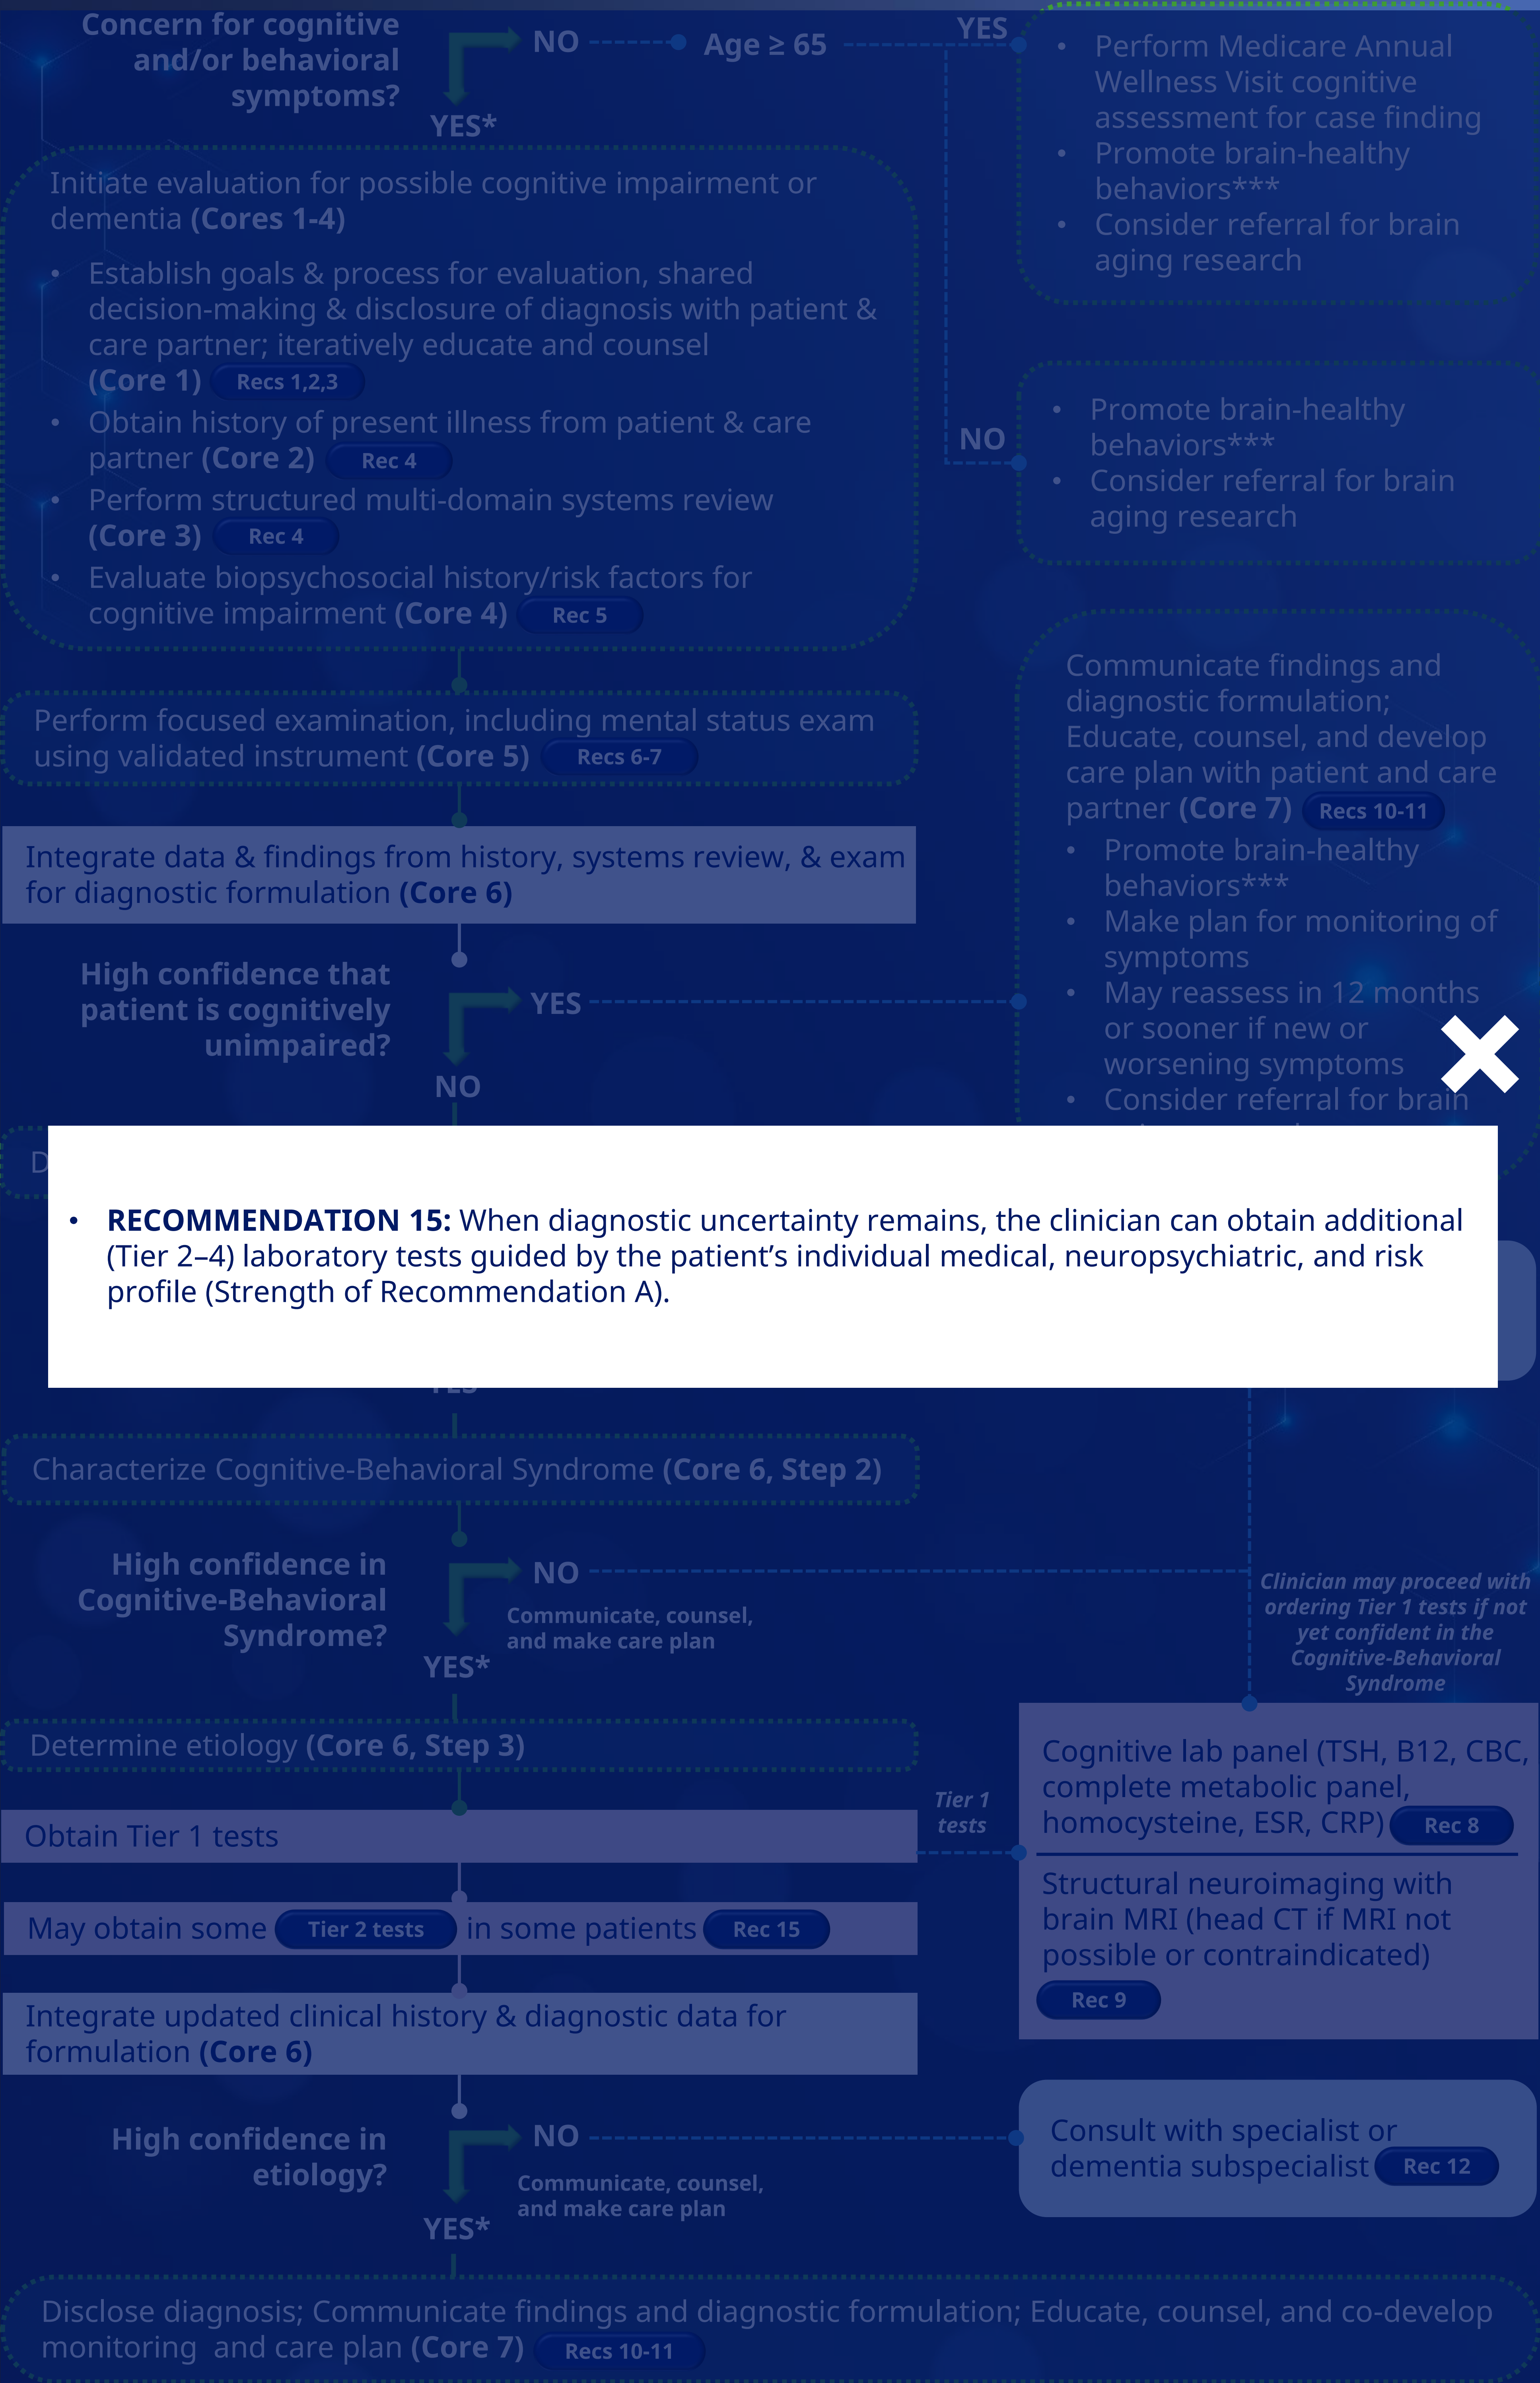 Concern for cognitive
and/or behavioral
symptoms?
NO
YES*
Age ≥ 65
YES
NO
• Perform Medicare Annual
Wellness Visit cognitive
assessment for case finding
• Promote brain-healthy
behaviors***
• Consider referral for brain
aging research
Initiate evaluation for possible cognitive impairment or
dementia (Cores 1-4)
• Establish goals & process for evaluation, shared
decision-making & disclosure of diagnosis with patient &
care partner; iteratively educate and counsel
(Core 1) Recs 1,2,3
• Obtain history of present illness from patient & care
partner (Core 2) Rec 4
• Perform structured multi-domain systems review
(Core 3) Rec 4
• Evaluate biopsychosocial history/risk factors for
cognitive impairment (Core 4) Rec 5
• Promote brain-healthy
behaviors***
• Consider referral for brain
aging research
Perform focused examination, including mental status exam
using validated instrument (Core 5) Recs 6-7
Integrate data & findings from history, systems review, & exam
for diagnostic formulation (Core 6)
High confidence that
patient is cognitively
unimpaired?
YES
NO
Communicate findings and
diagnostic formulation;
Educate, counsel, and develop
care plan with patient and care
partner (Core 7) Recs 10-11
• Promote brain-healthy
behaviors***
• Make plan for monitoring of
symptoms
• May reassess in 12 months
or sooner if new or
worsening symptoms
• Consider referral for brain
• RECOMMENDATION 15: When diagnostic uncertainty remains, the clinician can obtain additional
(Tier 2–4) laboratory tests guided by the patient’s individual medical, neuropsychiatric, and risk
profile (Strength of Recommendation A).
Characterize Cognitive-Behavioral Syndrome (Core 6, Step 2)
High confidence in
Cognitive-Behavioral
Syndrome?
NO
Communicate, counsel,
and make care plan
YES*
Clinician may proceed with
ordering Tier 1 tests if not
yet confident in the
Cognitive-Behavioral
Syndrome
Determine etiology (Core 6, Step 3)
Obtain Tier 1 tests
Tier 1
tests
Cognitive lab panel (TSH, B12, CBC,
complete metabolic panel,
homocysteine, ESR, CRP) Rec 8
Structural neuroimaging with
brain MRI (head CT if MRI not
possible or contraindicated)
Rec 9
May obtain some Tier 2 tests in some patients Rec 15
Integrate updated clinical history & diagnostic data for
formulation (Core 6)
High confidence in
etiology?
NO
Communicate, counsel,
and make care plan
YES*
Consult with specialist or
dementia subspecialist Rec 12
Disclose diagnosis; Communicate findings and diagnostic formulation; Educate, counsel, and co-develop
monitoring and care plan (Core 7) Recs 10-11